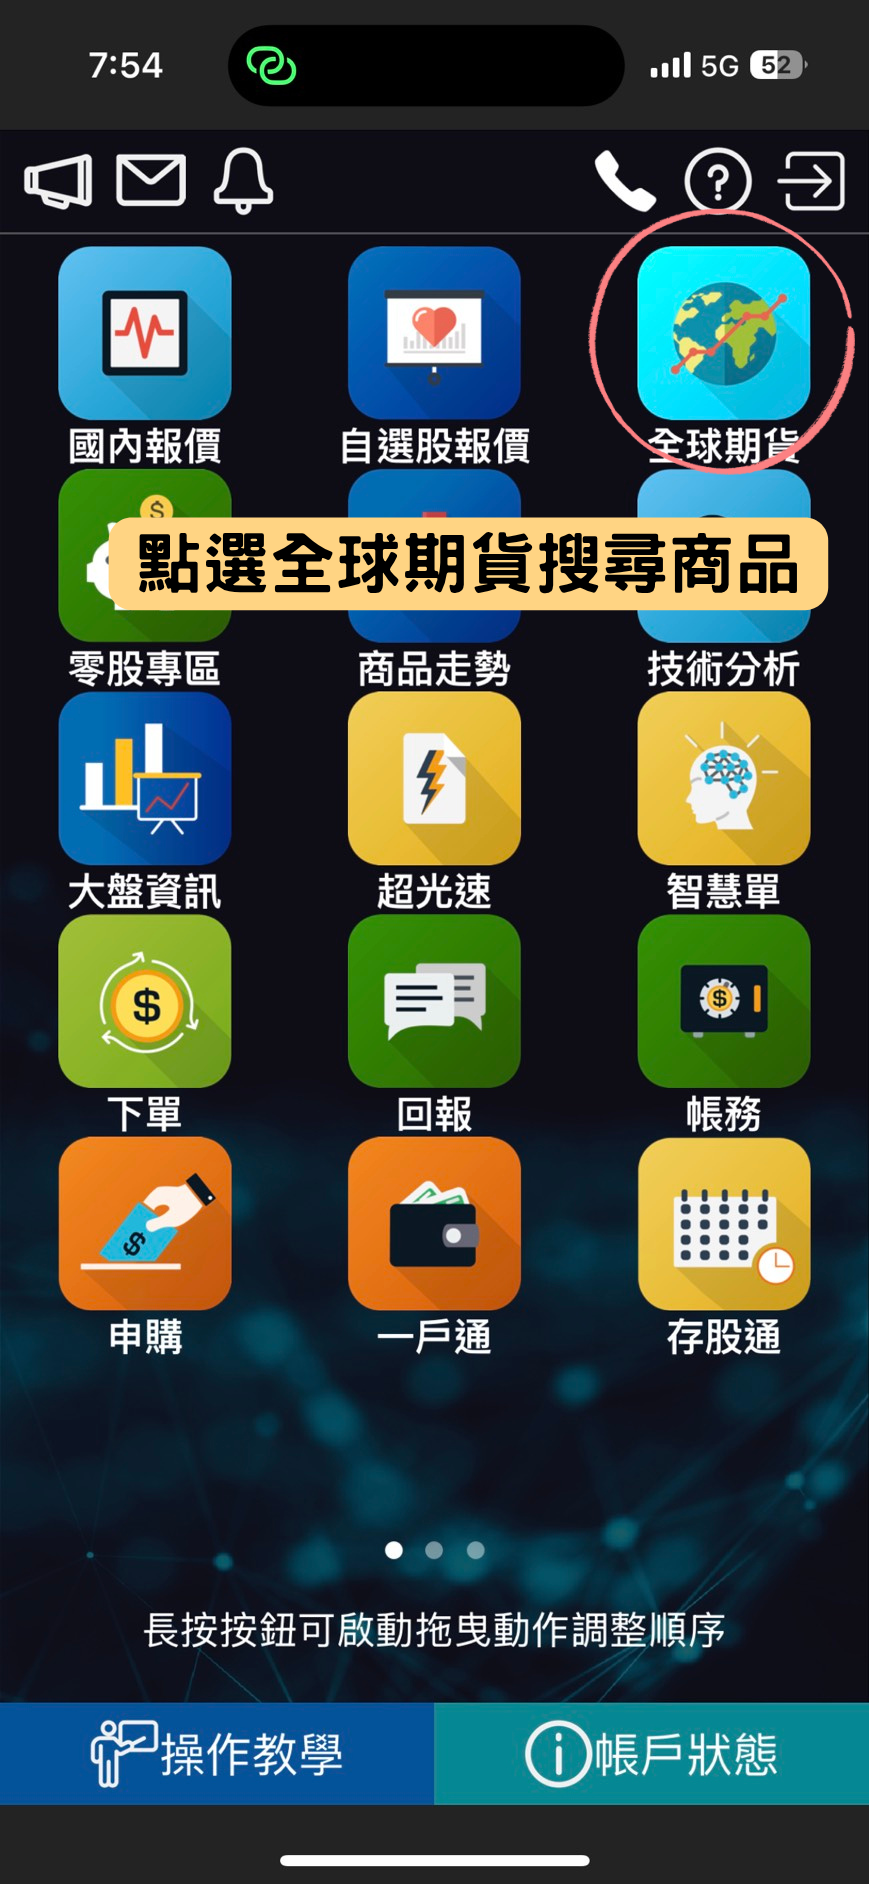 7:54
5G 52
國內報價
自選股報價
全球期貨
點選全球期貨搜尋商品
零股專區
商品走勢
技術分析
大盤資訊
超光速
智慧單
下單
回報
帳務
申購
一戶通
存股通
長按按鈕可啟動拖曳動作調整順序
操作教學
帳戶狀態